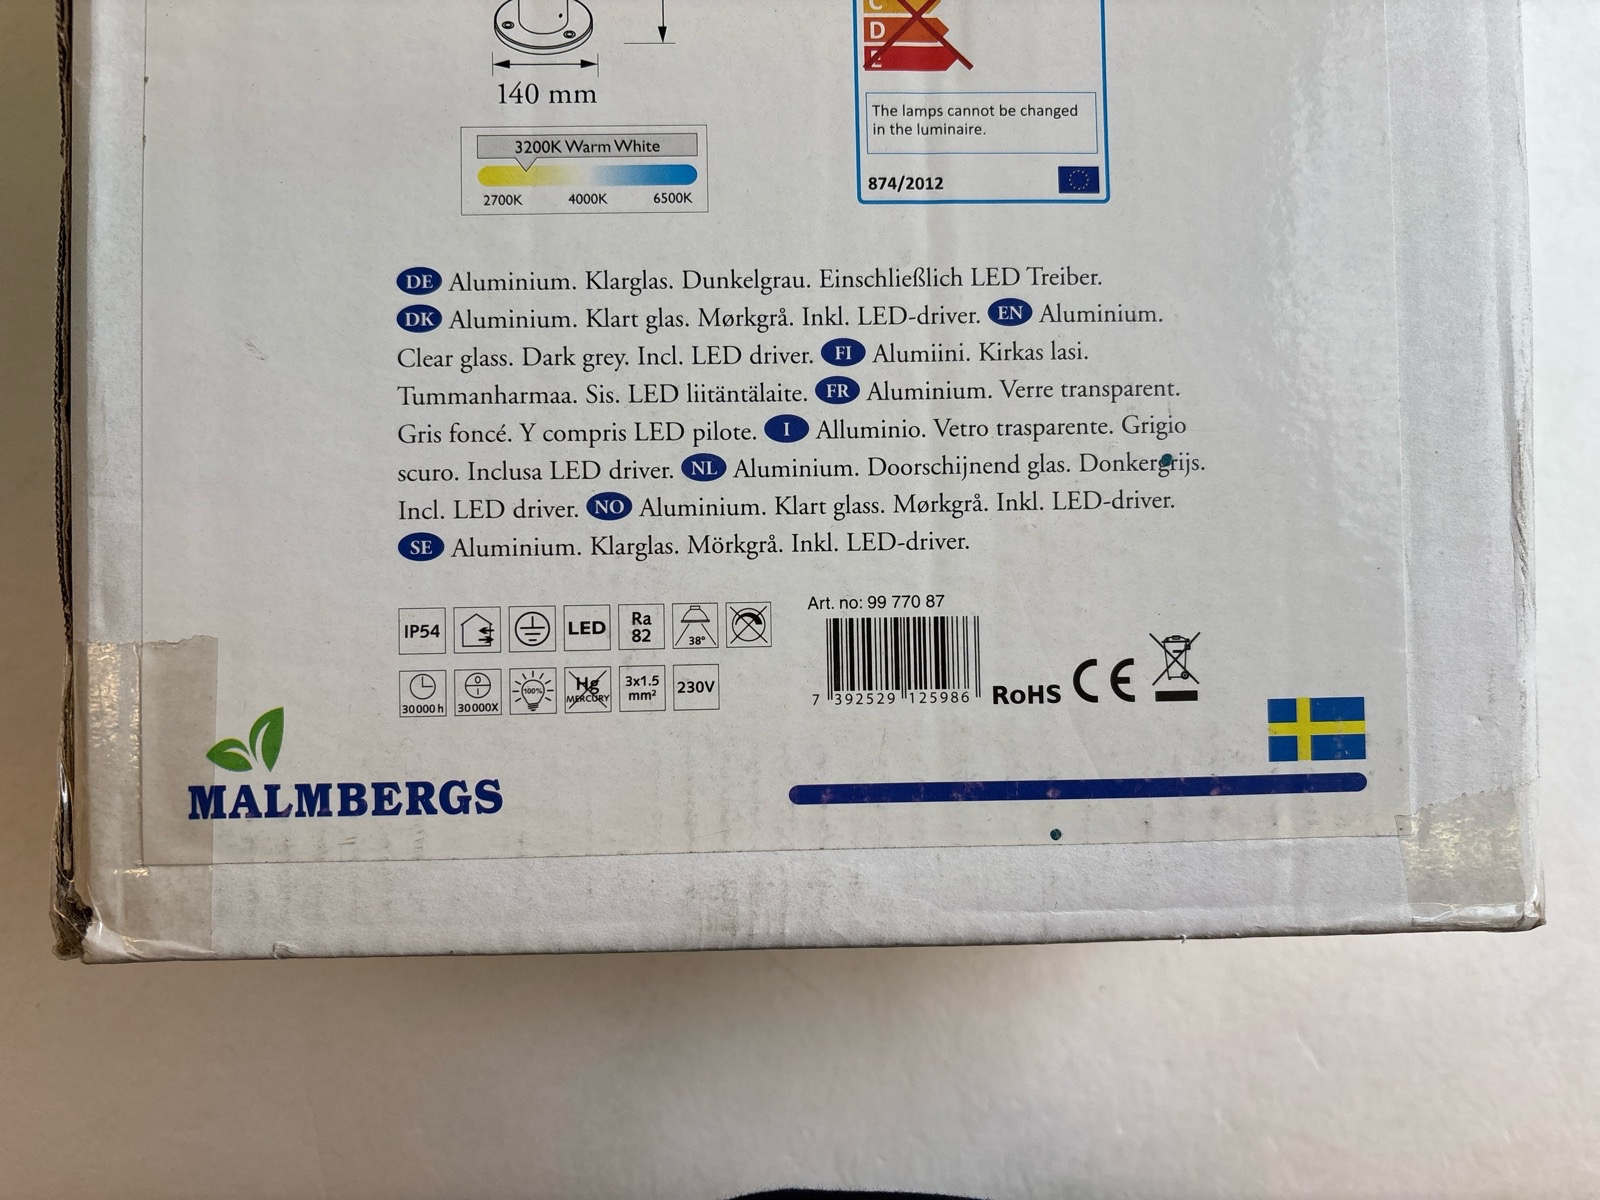 C
D
E
140 mm
The lamps cannot be changed
in the luminaire.
3200K Warm White
2700K 4000K 6500K
874/2012
DE Aluminium. Klarglas. Dunkelgrau. Einschließlich LED Treiber.
DK Aluminium. Klart glas. Mørkgrå. Inkl. LED-driver. EN Aluminium.
Clear glass. Dark grey. Incl. LED driver. FI Alumiini. Kirkas lasi.
Tummanharmaa. Sis. LED liitäntälaite. FR Aluminium. Verre transparent.
Gris foncé. Y compris LED pilote. I Alluminio. Vetro trasparente. Grigio
scuro. Inclusa LED driver. NL Aluminium. Doorschijnend glas. Donkergrijs.
Incl. LED driver. NO Aluminium. Klart glass. Mørkgrå. Inkl. LED-driver.
SE Aluminium. Klarglas. Mörkgrå. Inkl. LED-driver.
Art. no: 99 770 87
IP54 LED Ra
82 38°
30000h 30000X 100% Hg
MERCURY 3x1.5
mm² 230V
7 392529 125986
RoHS CE
MALMBERGS